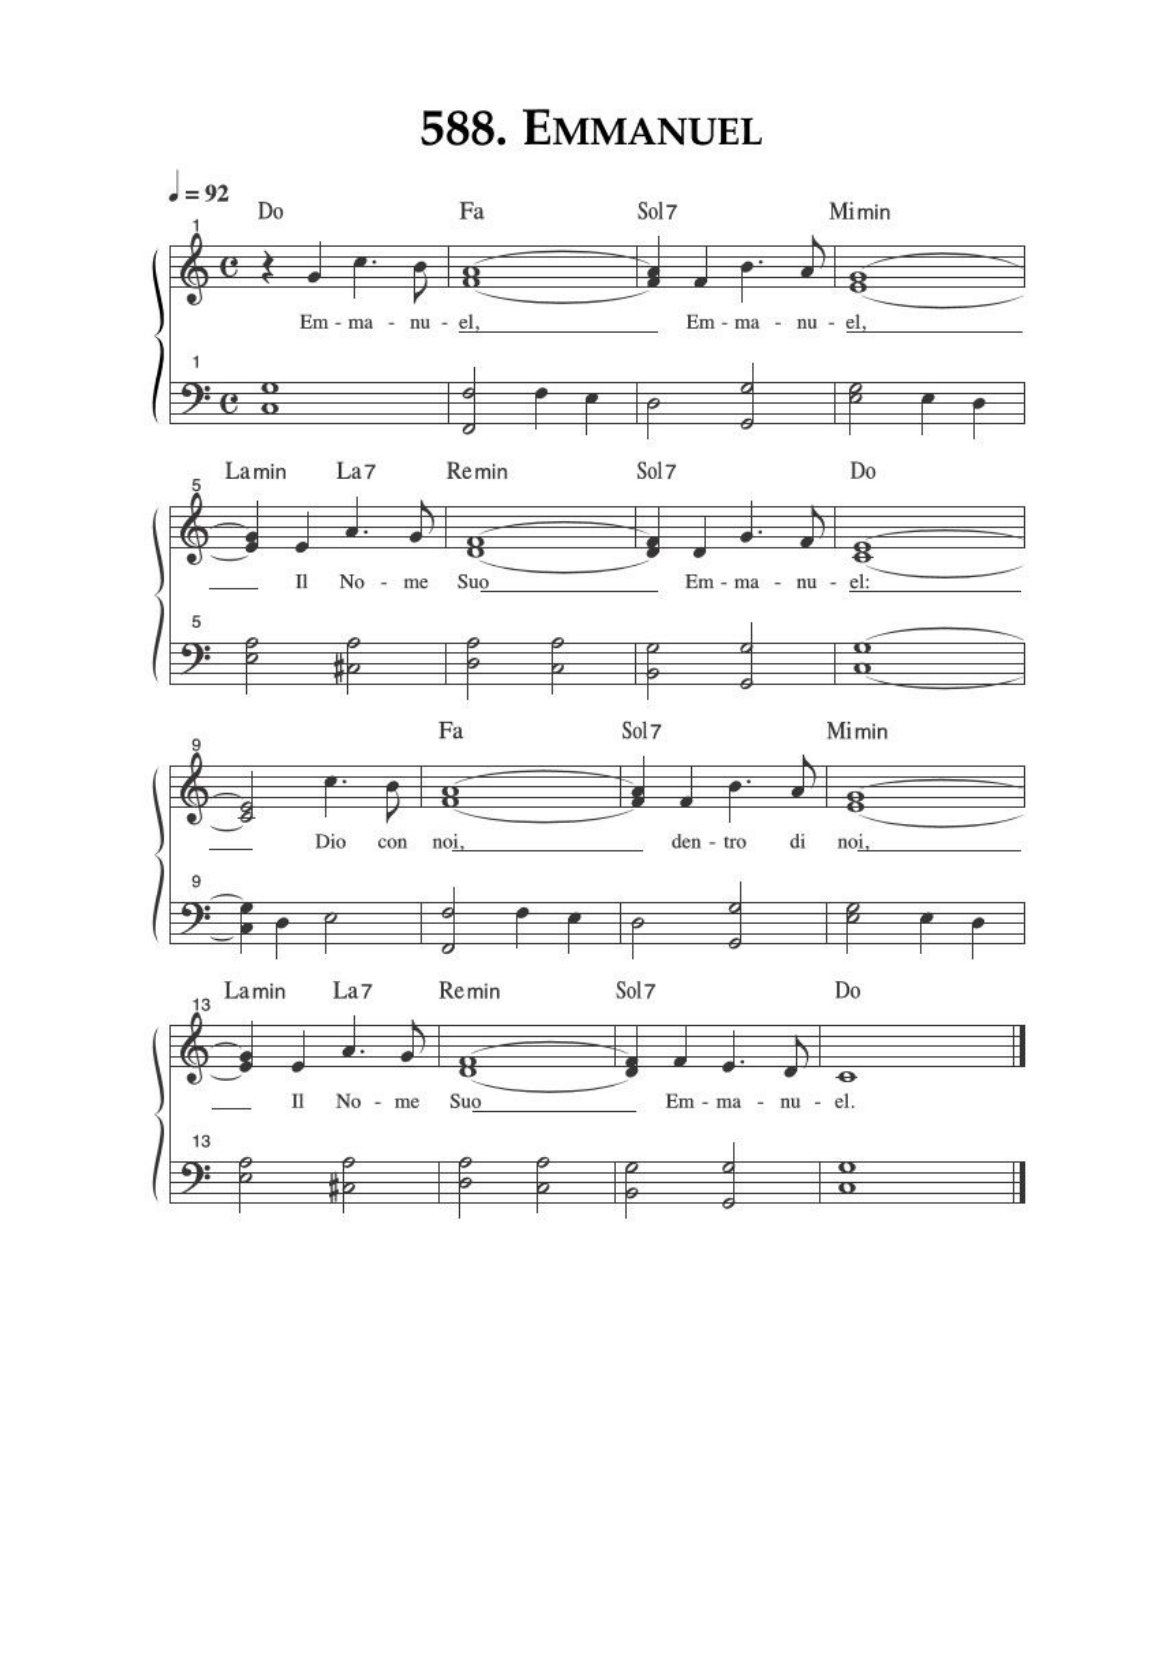 588. EMMANUEL
♩ = 92
Do Fa Sol7 Mimin
1
Em - ma - nu - el, Em - ma - nu - el,
1
Lamin La7 Remin Sol7 Do
5
Il No - me Suo Em - ma - nu - el:
5
Fa Sol7 Mimin
9
Dio con noi, den - tro di noi,
9
Lamin La7 Remin Sol7 Do
13
Il No - me Suo Em - ma - nu - el.
13